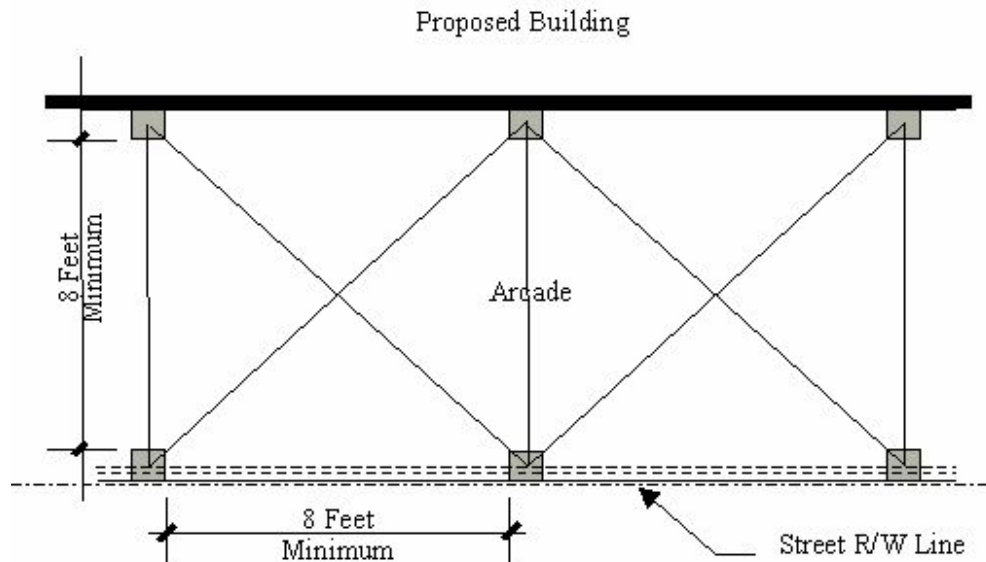 Proposed Building
8 Feet
Minimum
Arcade
8 Feet
Minimum
Street R/W Line